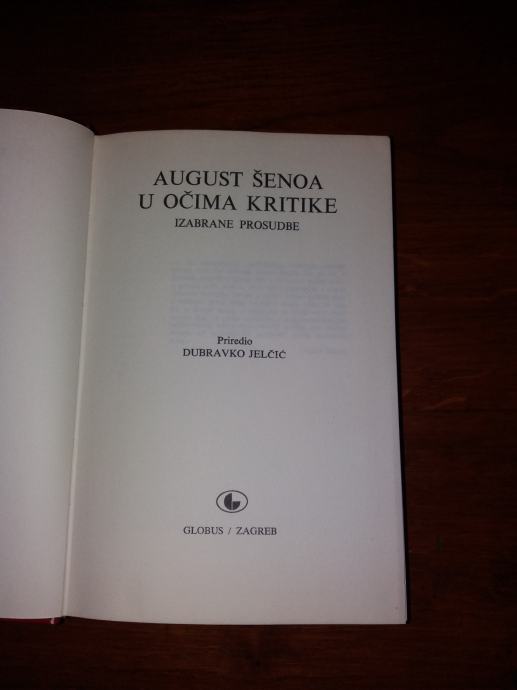 AUGUST ŠENOA
U OČIMA KRITIKE
IZABRANE PROSUDBE
Priredio
DUBRAVKO JELČIĆ
GLOBUS / ZAGREB